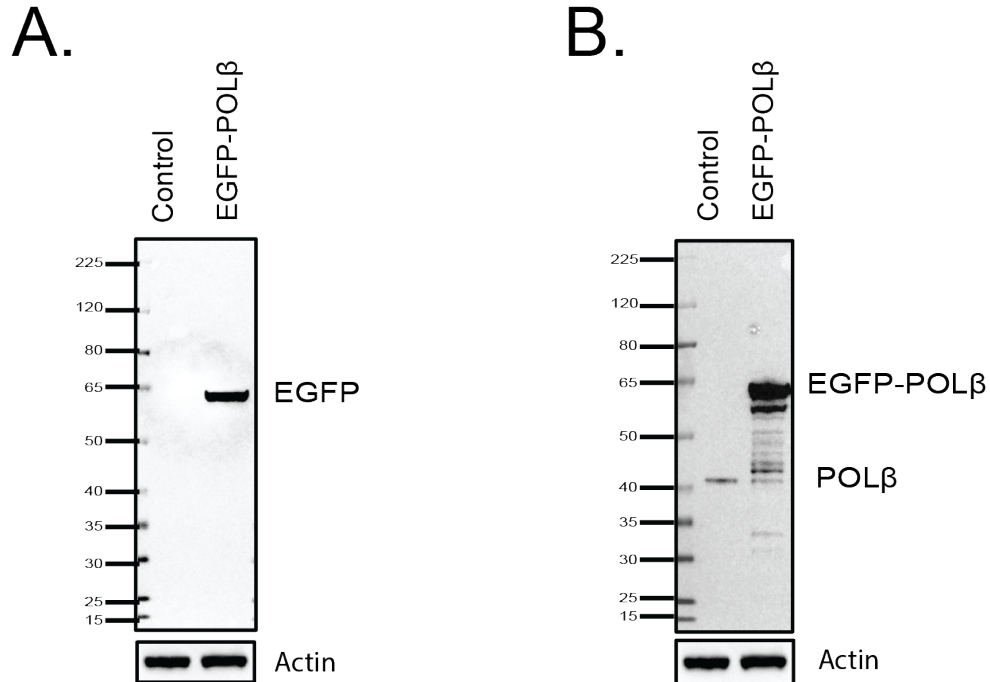 A.
Control
EGFP-POLβ
225
120
80
65
50
40
35
30
25
15
EGFP
Actin
B.
Control
EGFP-POLβ
225
120
80
65
50
40
35
30
25
15
EGFP-POLβ
POLβ
Actin